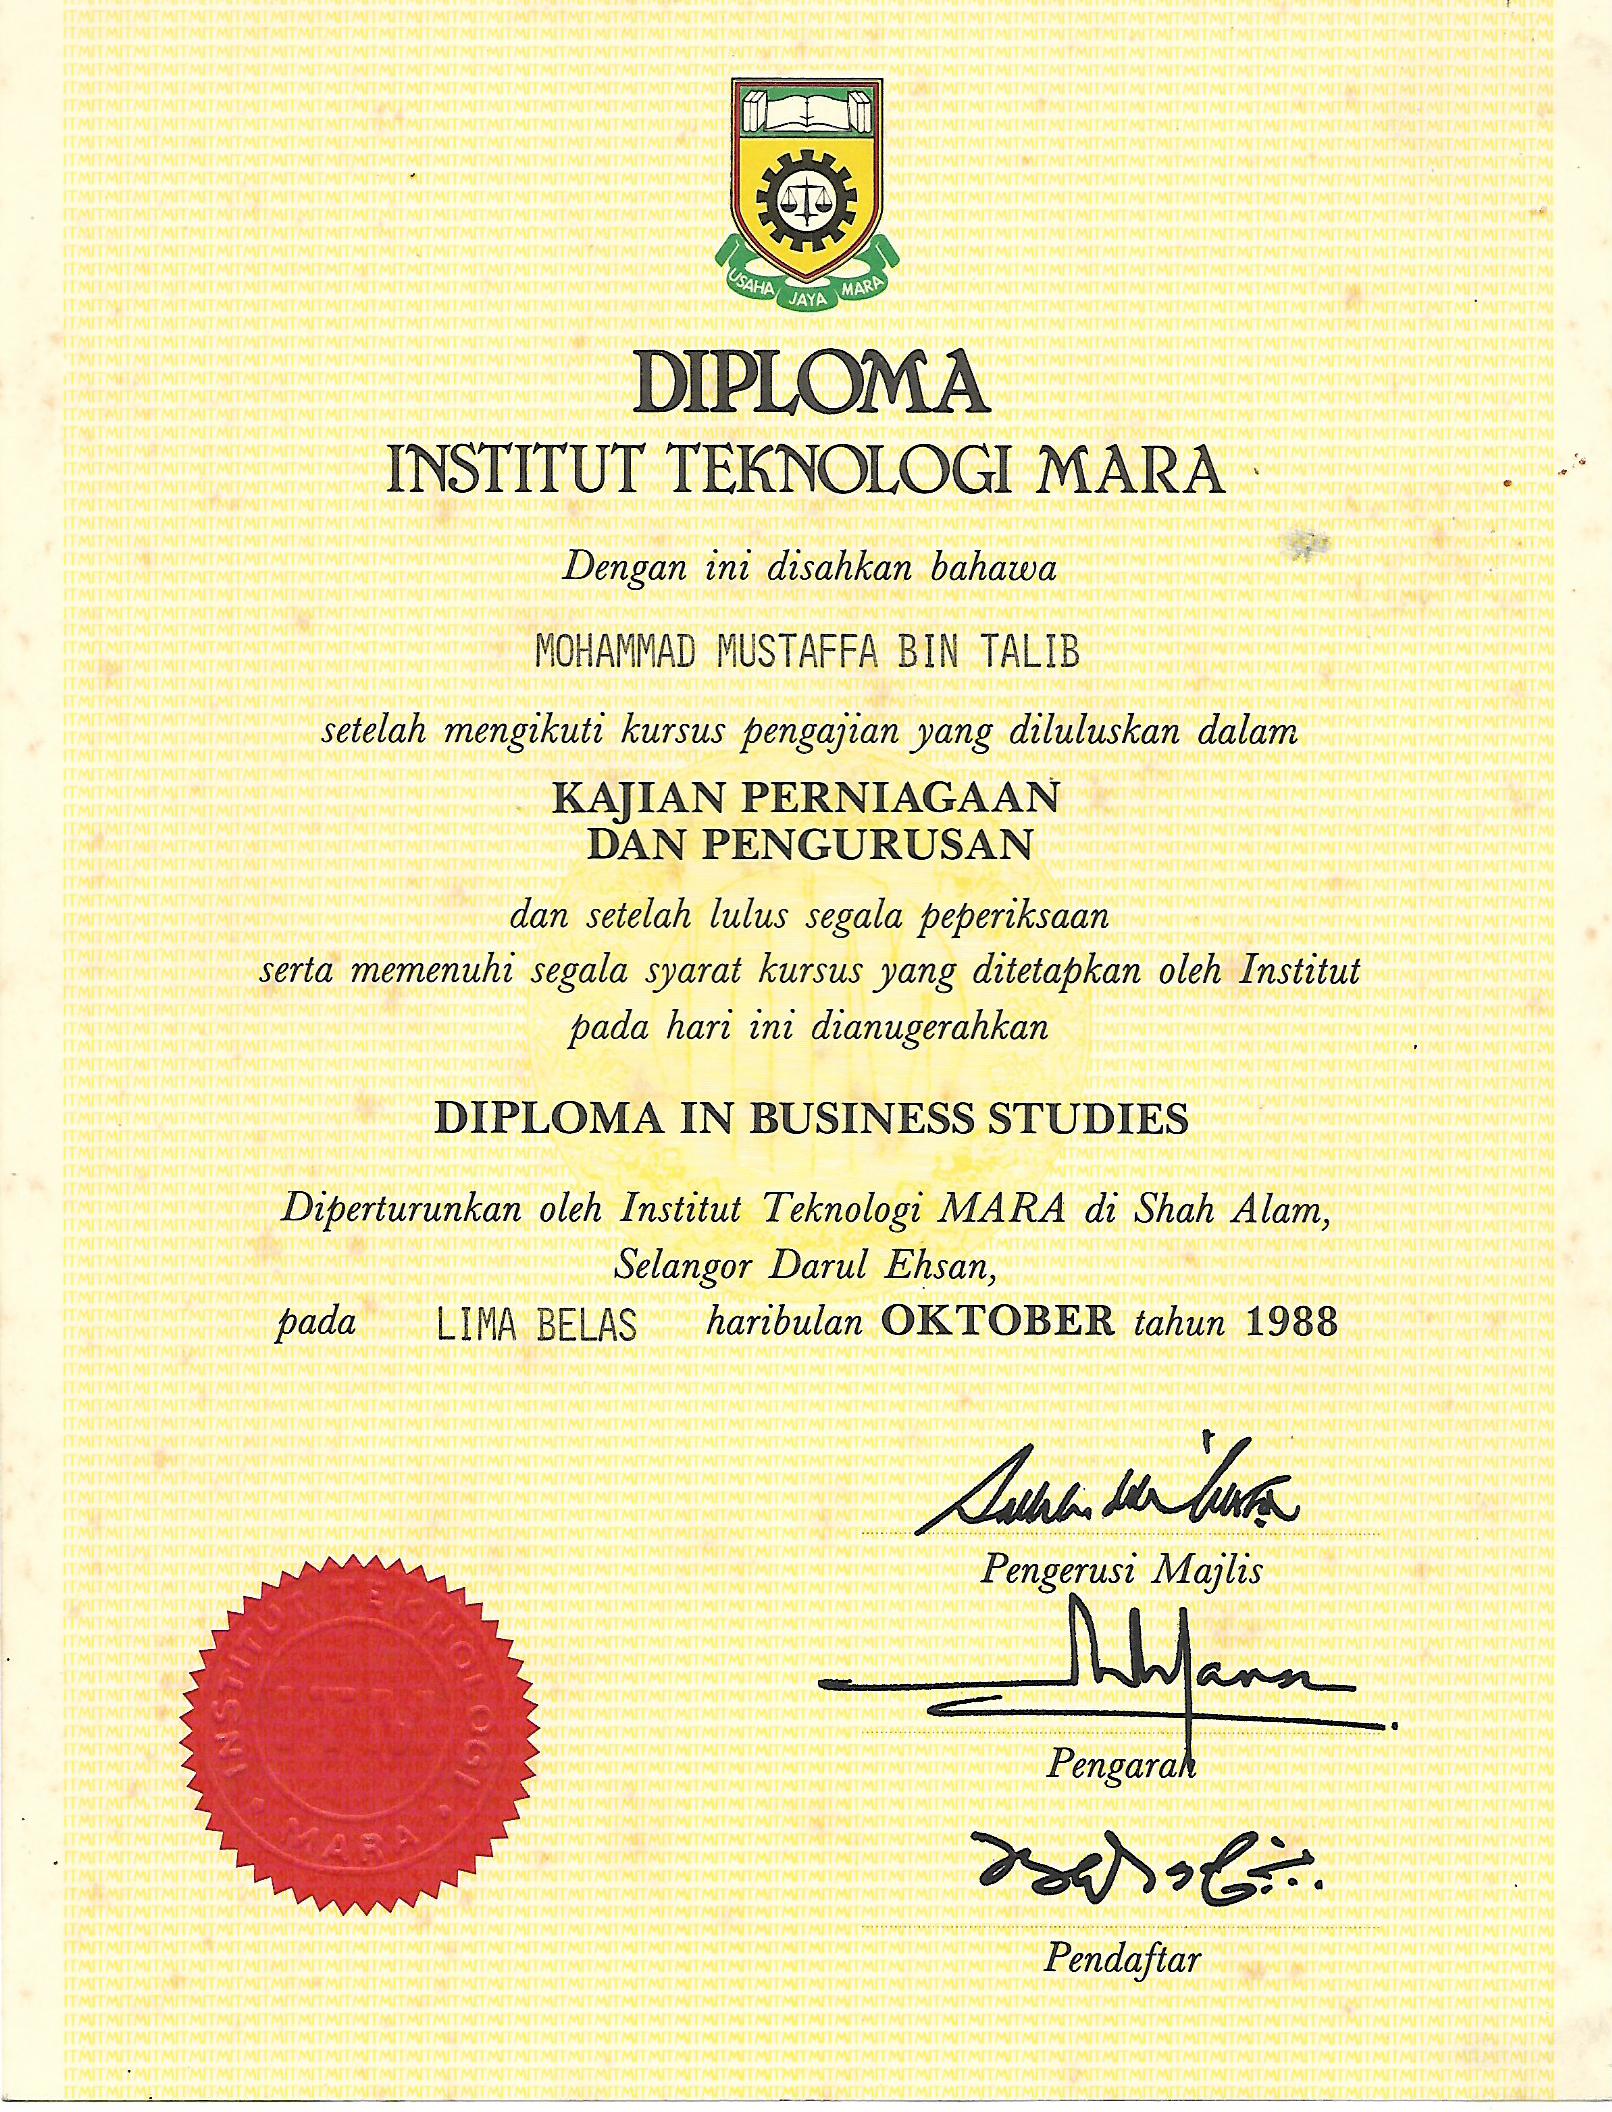 USAHA JAYA MARA
DIPLOMA
INSTITUT TEKNOLOGI MARA
Dengan ini disahkan bahawa
MOHAMMAD MUSTAFFA BIN TALIB
setelah mengikuti kursus pengajian yang diluluskan dalam
KAJIAN PERNIAGAAN
DAN PENGURUSAN
dan setelah lulus segala peperiksaan
serta memenuhi segala syarat kursus yang ditetapkan oleh Institut
pada hari ini dianugerahkan
DIPLOMA IN BUSINESS STUDIES
Diperturunkan oleh Institut Teknologi MARA di Shah Alam,
Selangor Darul Ehsan,
pada LIMA BELAS haribulan OKTOBER tahun 1988
Pengerusi Majlis
Pengarah
Pendaftar
INSTITUT TEKNOLOGI
MARA